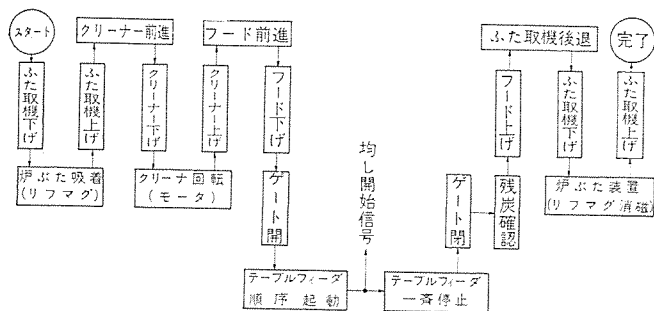 スタート
ふた取機下げ
炉ぶた吸着
(リフマグ)
ふた取機上げ
クリーナー前進
クリーナー下げ
クリーナ回転
(モータ)
クリーナー上げ
フード前進
フード下げ
ゲート開
テーブルフィーダ
順序起動
均し開始信号
テーブルフィーダ
一斉停止
ゲート閉
残炭確認
フード上げ
ふた取機後退
ふた取機下げ
炉ぶた装置
(リフマグ消磁)
ふた取機上げ
完了